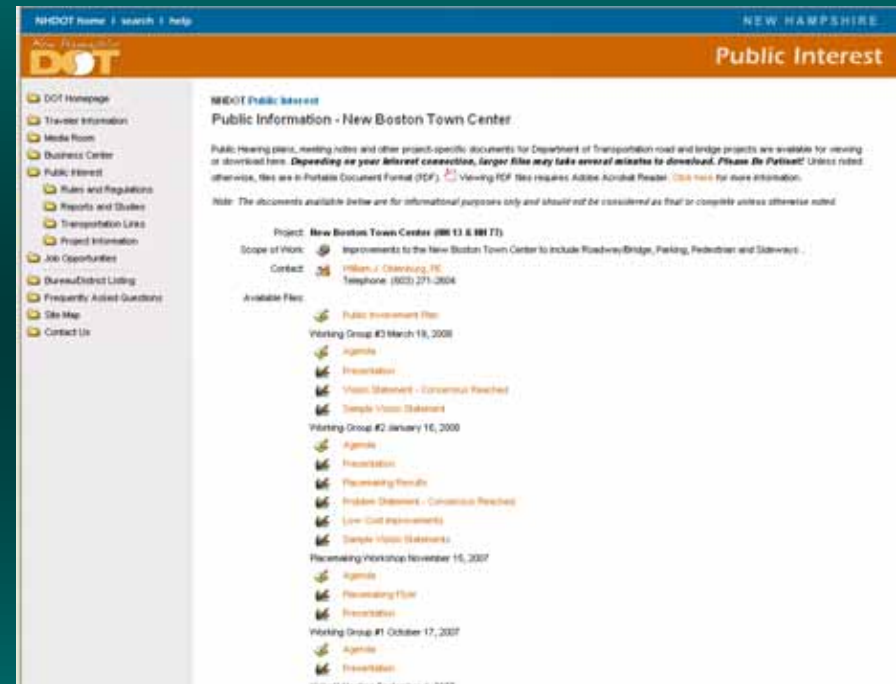 NHDOT Home | search | help
NEW HAMPSHIRE
New Hampshire
DOT
Public Interest
DOT Homepage
Traveler Information
Media Room
Business Center
Public Interest
Rules and Regulations
Reports and Studies
Transportation Links
Project Information
Job Opportunities
Bureau/District Listing
Frequently Asked Questions
Site Map
Contact Us
NHDOT Public Interest
Public Information - New Boston Town Center
Public Hearing plans, meeting notes and other project-specific documents for Department of Transportation road and bridge projects are available for viewing
or download here. Depending on your Internet connection, larger files may take several minutes to download. Please Be Patient! Unless noted
otherwise, files are in Portable Document Format (PDF). Viewing PDF files requires Adobe Acrobat Reader. Click here for more information.
Note: The documents available below are for informational purposes only and should not be considered as final or complete unless otherwise noted.
Project: New Boston Town Center (NH 13 & NH 77)
Scope of Work: Improvements to the New Boston Town Center to include Roadway/Bridge, Parking, Pedestrian and Sideways .
Contact: William J. PE
Telephone: (603) 271-2604
Available Files:
Public Involvement Plan
Working Group #3 March 19, 2008
Agenda
Presentation
Vision Statement - Consensus Reached
Sample Vision Statement
Working Group #2 January 16, 2008
Agenda
Presentation
Placemaking Results
Problem Statement - Consensus Reached
Low Cost Improvements
Sample Vision Statements
Placemaking Workshop November 15, 2007
Agenda
Placemaking Flyer
Presentation
Working Group #1 October 17, 2007
Agenda
Presentation